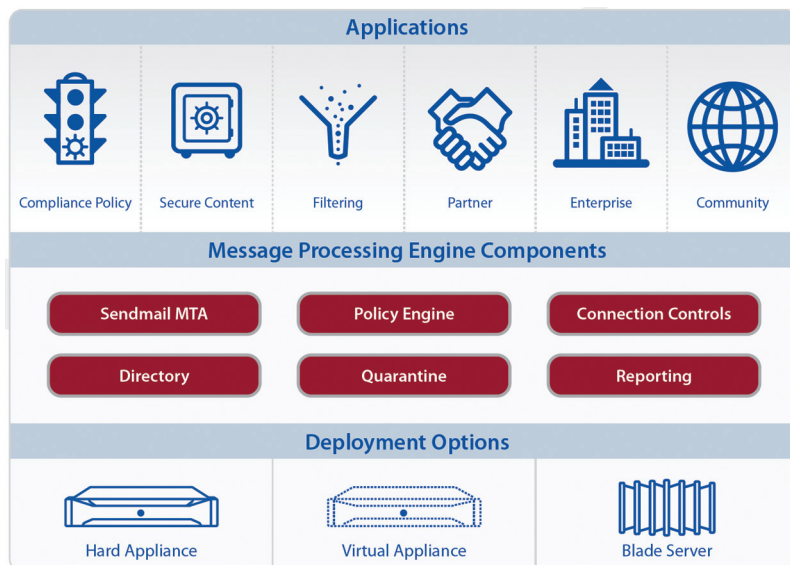 Applications
Compliance Policy
Secure Content
Filtering
Partner
Enterprise
Community
Message Processing Engine Components
Sendmail MTA
Policy Engine
Connection Controls
Directory
Quarantine
Reporting
Deployment Options
Hard Appliance
Virtual Appliance
Blade Server